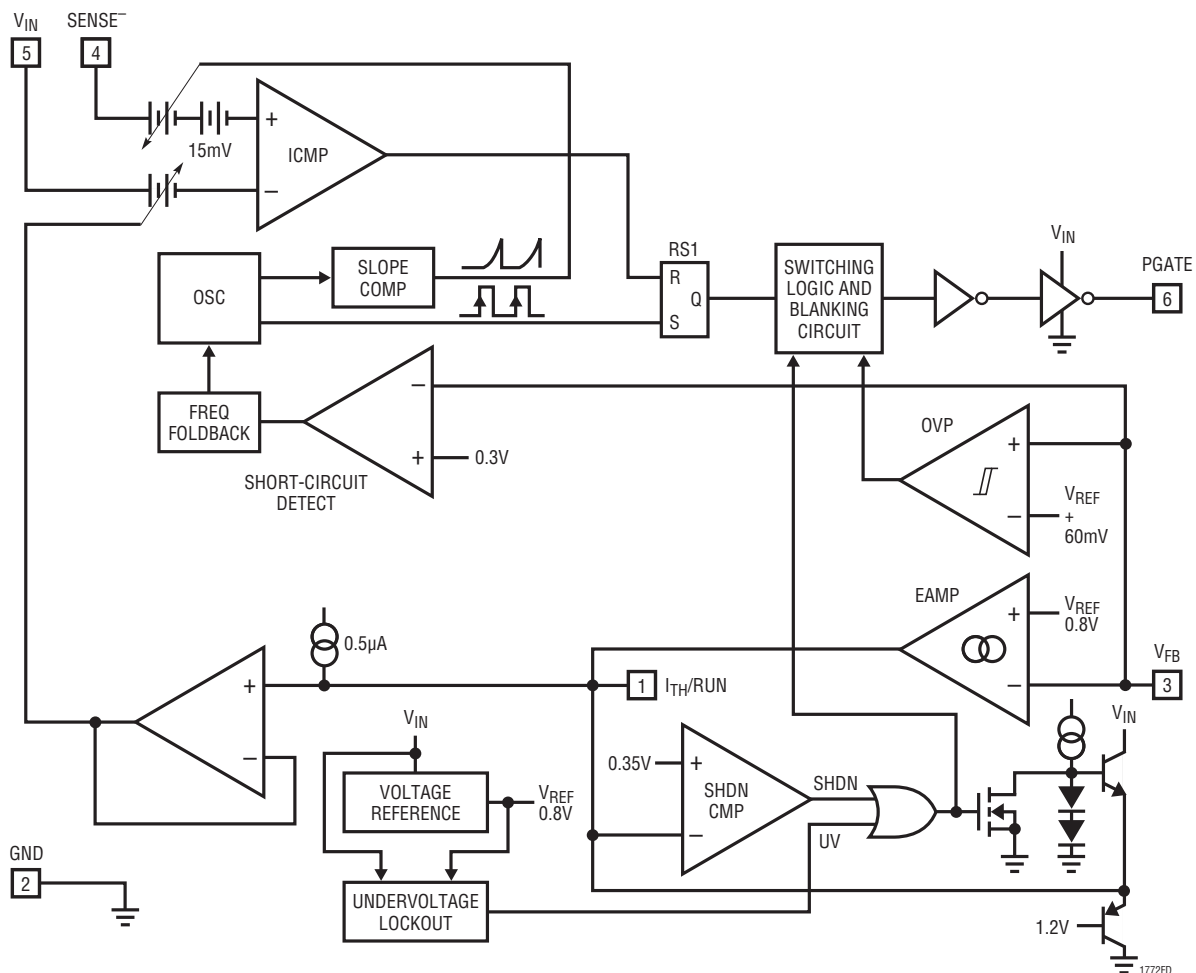 VIN
SENSE–
5
4
15mV
+
–
ICMP
OSC
SLOPE
COMP
RS1
R
Q
S
SWITCHING
LOGIC AND
BLANKING
CIRCUIT
VIN
PGATE
6
FREQ
FOLDBACK
–
+
0.3V
SHORT-CIRCUIT
DETECT
OVP
+
–
VREF
+
60mV
EAMP
+
–
VREF
0.8V
VFB
3
0.5µA
+
–
1
ITH/RUN
VIN
VOLTAGE
REFERENCE
VREF
0.8V
UNDERVOLTAGE
LOCKOUT
0.35V
+
–
SHDN
CMP
SHDN
UV
VIN
1.2V
GND
2
1772FD